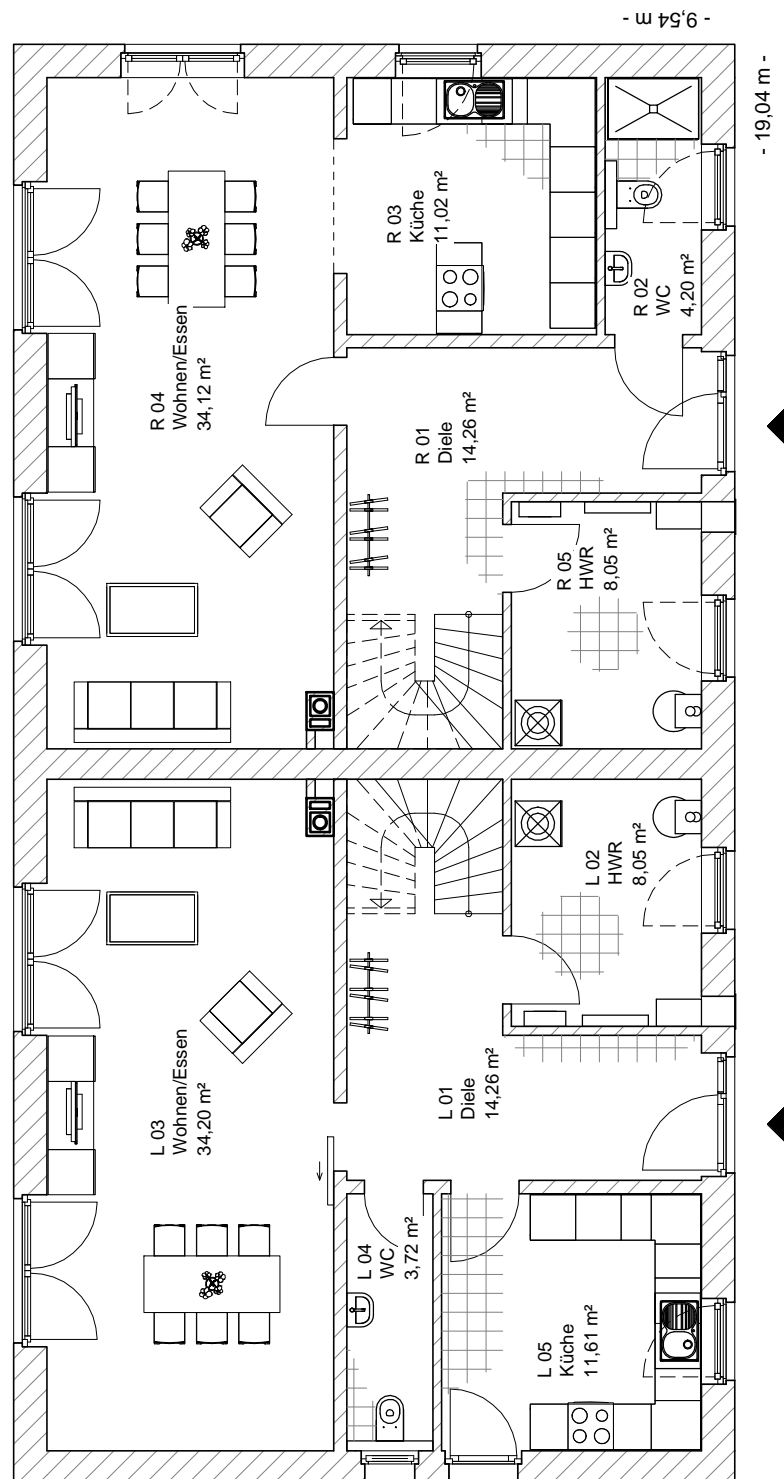 - 9,54 m -
- 19,04 m -
R 03
Küche
11,02 m²
R 02
WC
4,20 m²
R 04
Wohnen/Essen
34,12 m²
R 01
Diele
14,26 m²
R 05
HWR
8,05 m²
L 02
HWR
8,05 m²
L 03
Wohnen/Essen
34,20 m²
L 01
Diele
14,26 m²
L 04
WC
3,72 m²
L 05
Küche
11,61 m²